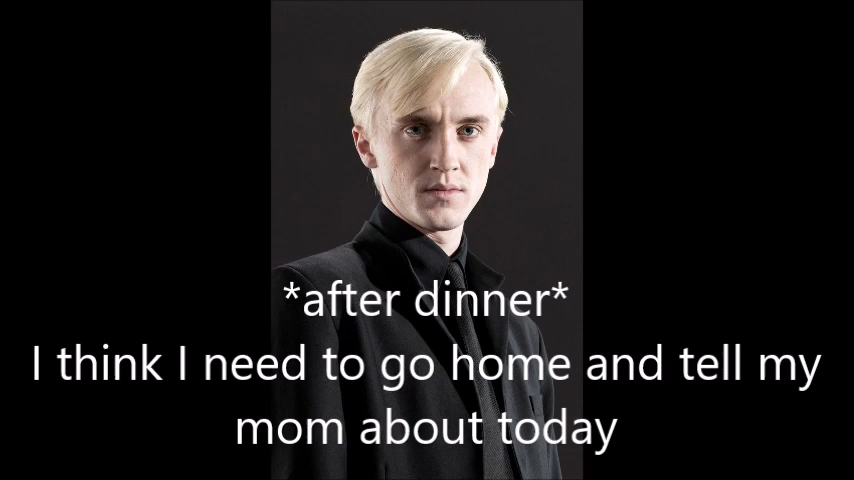 *after dinner*
I think I need to go home and tell my
mom about today